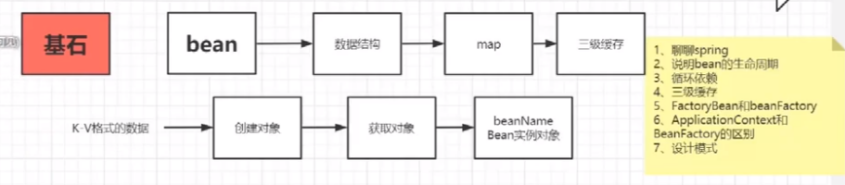 基石
bean
数据结构
map
三级缓存
K-V格式的数据
创建对象
获取对象
beanName
Bean实例对象
1、聊聊spring
2、说明bean的生命周期
3、循环依赖
4、三级缓存
5、FactoryBean和beanFactory
6、ApplicationContext和
BeanFactory的区别
7、设计模式